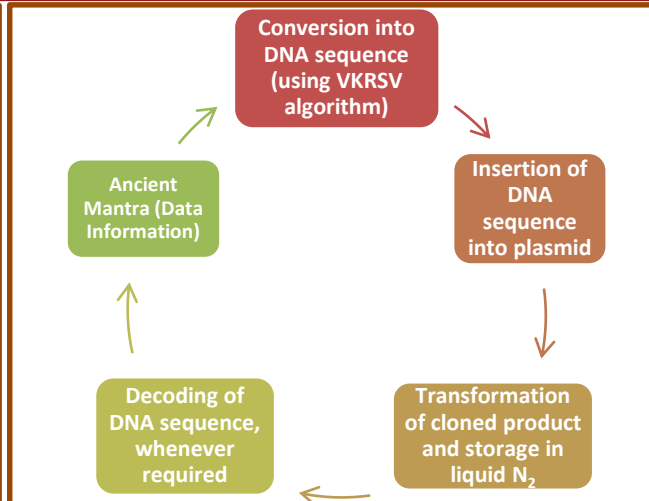 Conversion into
DNA sequence
(using VKRSV
algorithm)
Insertion of
DNA
sequence
into plasmid
Transformation
of cloned product
and storage in
liquid N₂
Decoding of
DNA sequence,
whenever
required
Ancient
Mantra (Data
Information)